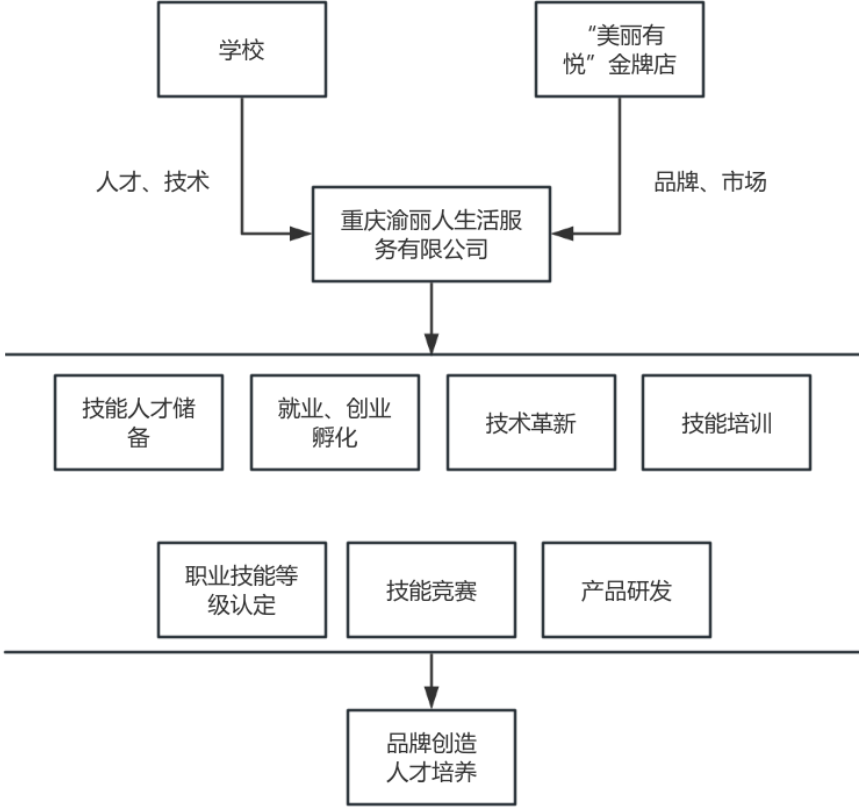 学校
“美丽有
悦”金牌店
人才、技术
品牌、市场
重庆渝丽人生活服
务有限公司
技能人才储
备
就业、创业
孵化
技术革新
技能培训
职业技能等
级认定
技能竞赛
产品研发
品牌创造
人才培养